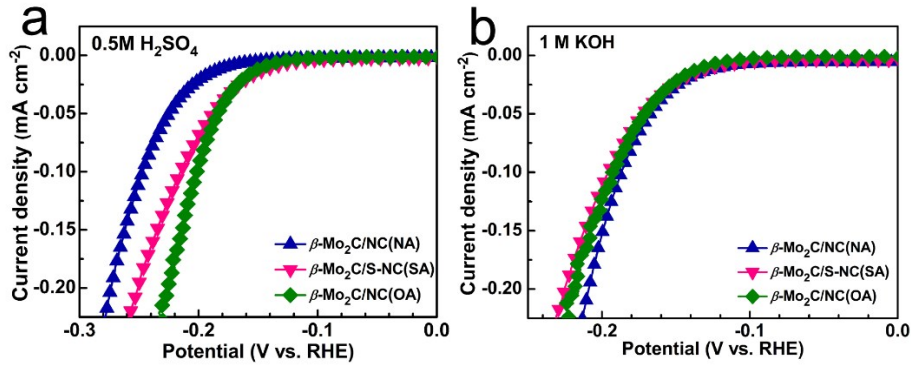 a
0.5M H₂SO₄
0.00
-0.05
-0.10
-0.15
-0.20
Current density (mA cm⁻²)
β-Mo₂C/NC(NA)
β-Mo₂C/S-NC(SA)
β-Mo₂C/NC(OA)
-0.3
-0.2
-0.1
0.0
Potential (V vs. RHE)
b
1 M KOH
0.00
-0.05
-0.10
-0.15
-0.20
Current density (mA cm⁻²)
β-Mo₂C/NC(NA)
β-Mo₂C/S-NC(SA)
β-Mo₂C/NC(OA)
-0.2
-0.1
0.0
Potential (V vs. RHE)